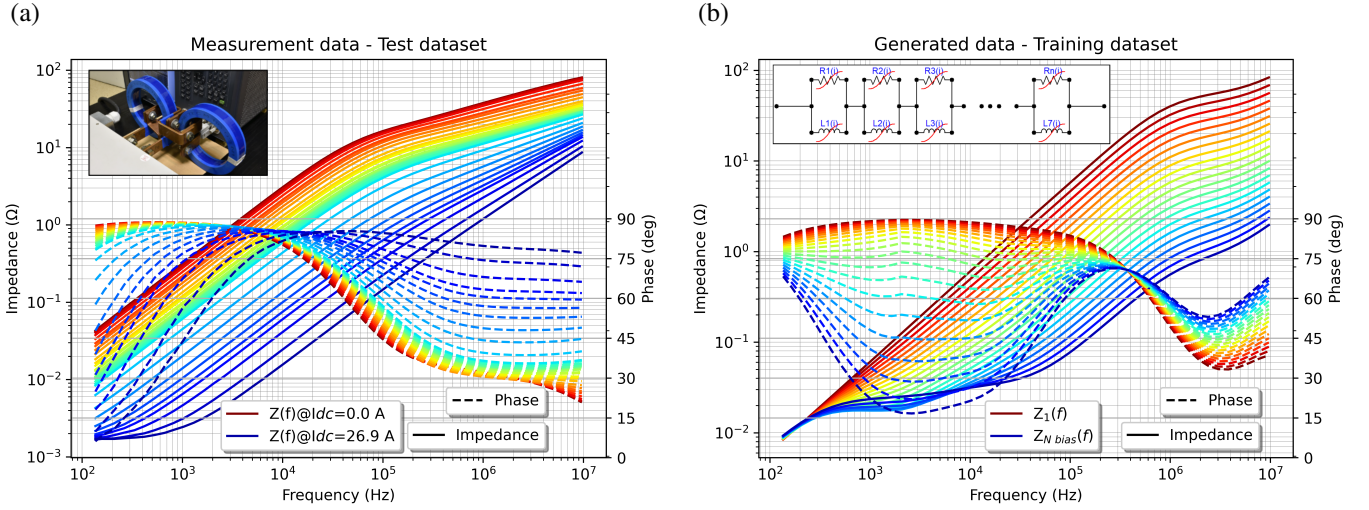 (a)
Measurement data - Test dataset
Impedance (Ω)
10² 10¹ 10⁰ 10⁻¹ 10⁻² 10⁻³
90 75 60 45 30 15 0
Phase (deg)
Z(f)@Idc=0.0 A
Z(f)@Idc=26.9 A
Phase
Impedance
10² 10³ 10⁴ 10⁵ 10⁶ 10⁷
Frequency (Hz)
(b)
Generated data - Training dataset
R1(i) R2(i) R3(i) Rn(i)
L1(i) L2(i) L3(i) L7(i)
Impedance (Ω)
10² 10¹ 10⁰ 10⁻¹ 10⁻²
90 75 60 45 30 15 0
Phase (deg)
Z₁(f)
Z_N bias(f)
Phase
Impedance
10² 10³ 10⁴ 10⁵ 10⁶ 10⁷
Frequency (Hz)